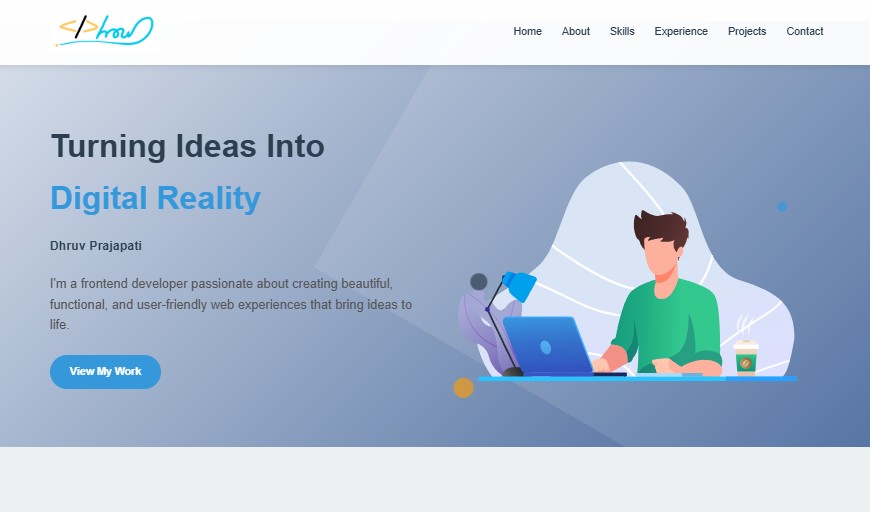 </>hruv
Home About Skills Experience Projects Contact
Turning Ideas Into
Digital Reality
Dhruv Prajapati
I'm a frontend developer passionate about creating beautiful,
functional, and user-friendly web experiences that bring ideas to
life.
View My Work